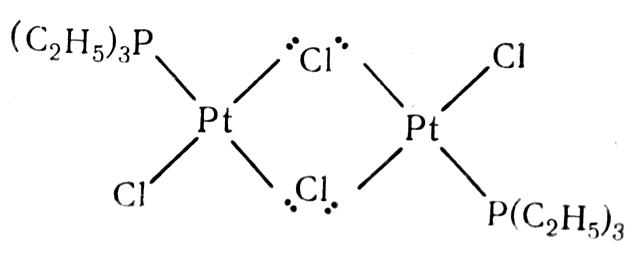 (C₂H₅)₃P Cl Cl
Pt Pt
Cl Cl P(C₂H₅)₃